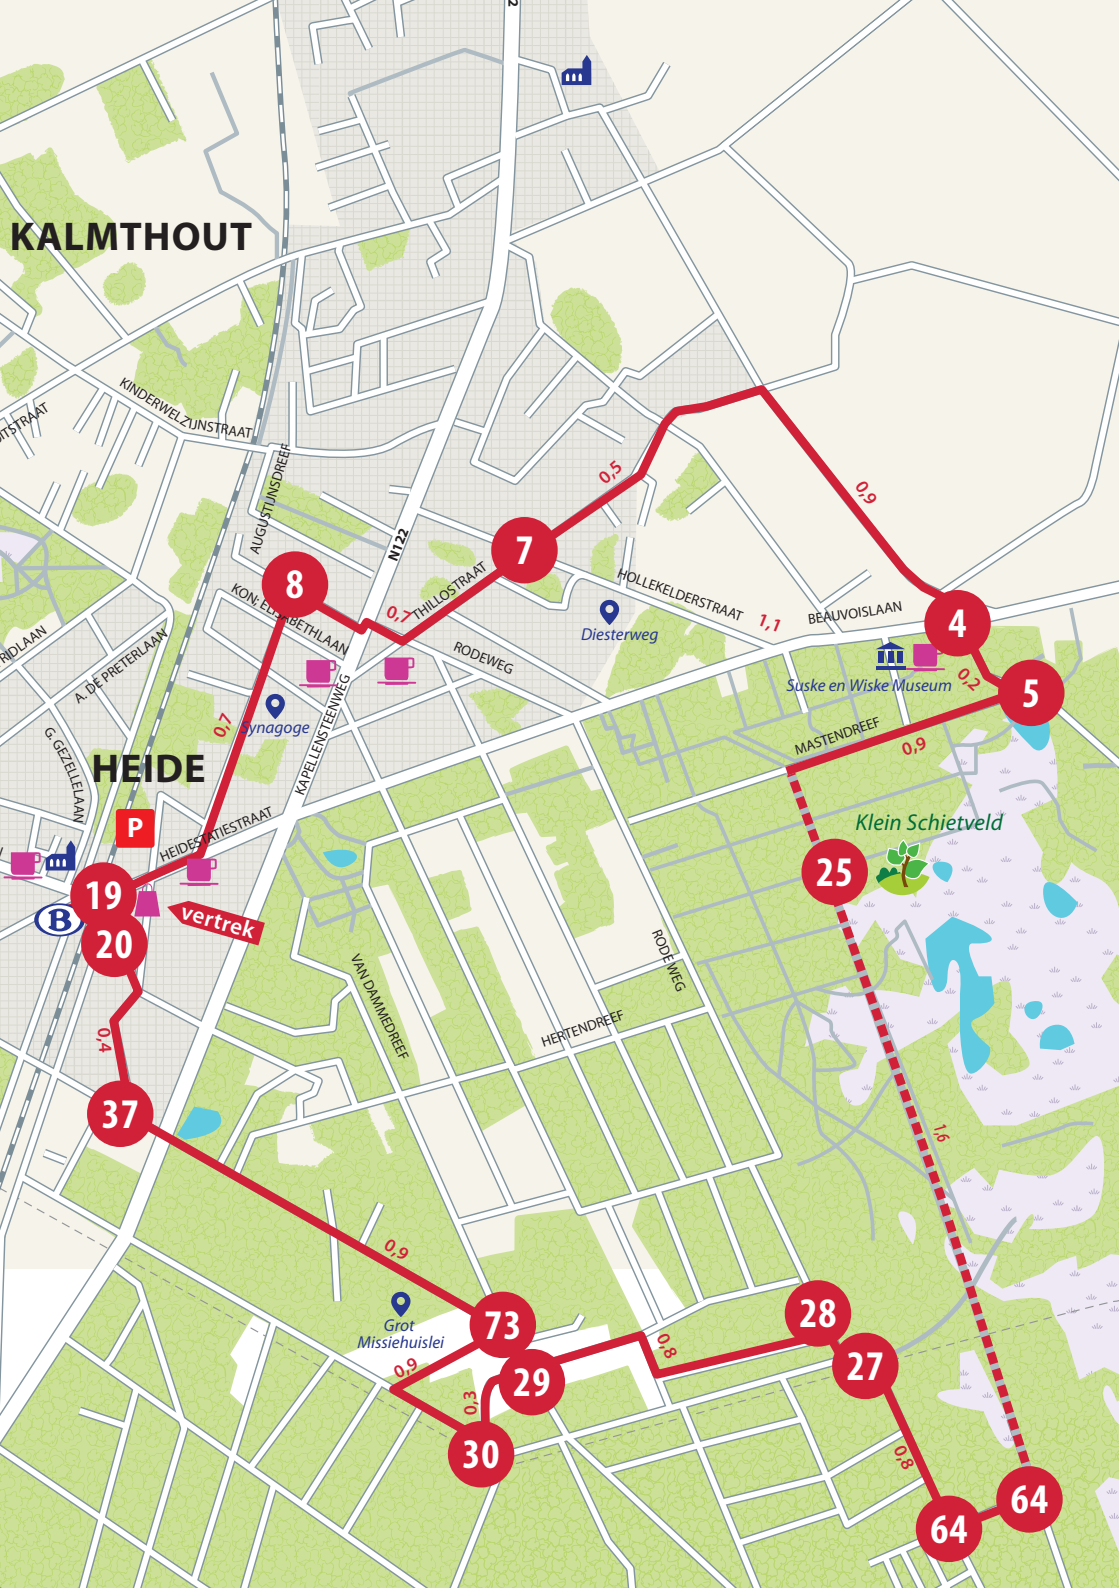 2
KALMTHOUT
KINDERWELZIJNSTRAAT
AUGUSTIJNSDREEF
N122
0,5
0,9
7
8
KON. ELISABETHLAAN
0,7
THILLOSTRAAT
HOLLEKELDERSTRAAT
1,1
BEAUVOISLAAN
4
Diesterweg
RODEWEG
RIDLAAN
A. DE PRETERLAAN
Suske en Wiske Museum
0,2
5
0,7
Synagoge
KAPELLENSTEENWEG
MASTENDREEF
0,9
G. GEZELLELAAN
HEIDE
P
HEIDESTATIESTRAAT
Klein Schietveld
25
19
B
vertrek
20
VAN DAMMEDREEF
RODE WEG
HERTENDREEF
0,4
37
1,6
0,9
Grot
Missiehuislei
73
28
0,8
0,9
29
27
0,3
30
0,8
64
64